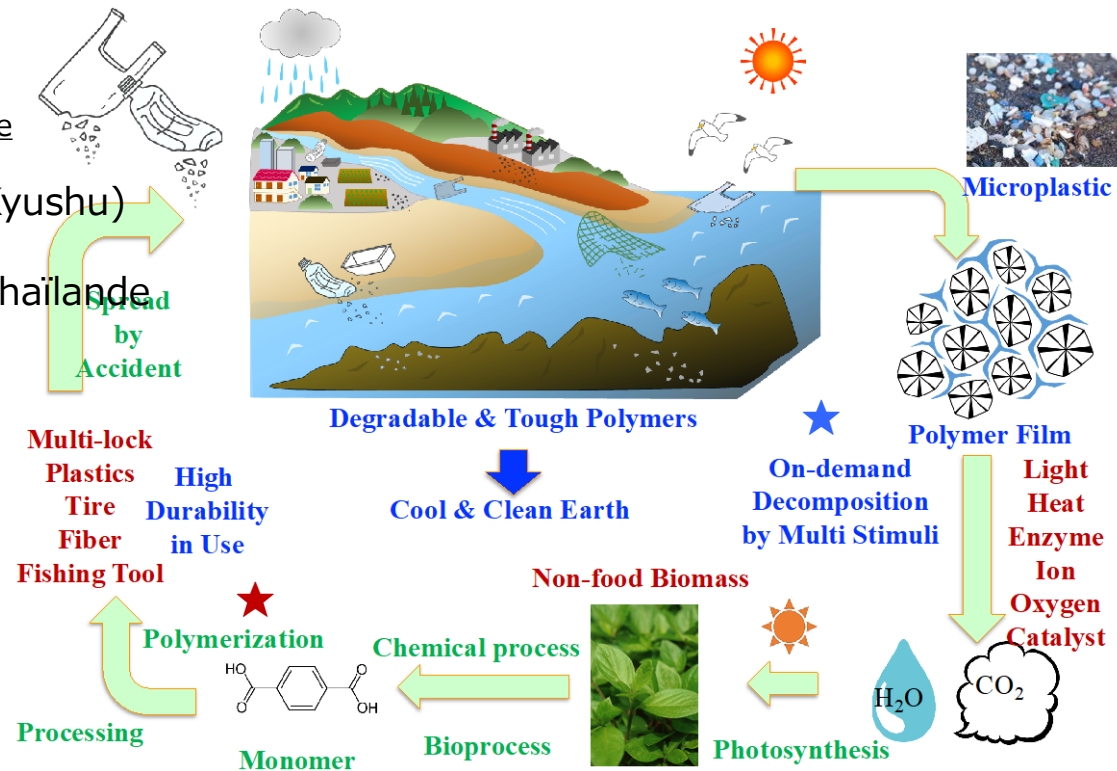 e
Kyushu)
haïlande
Spread
by
Accident
Microplastic
Degradable & Tough Polymers
Cool & Clean Earth
Polymer Film
Multi-lock
Plastics
Tire
Fiber
Fishing Tool
High
Durability
in Use
On-demand
Decomposition
by Multi Stimuli
Light
Heat
Enzyme
Ion
Oxygen
Catalyst
Non-food Biomass
Polymerization
Chemical process
HO
O
O
OH
H₂O
CO₂
Processing
Monomer
Bioprocess
Photosynthesis